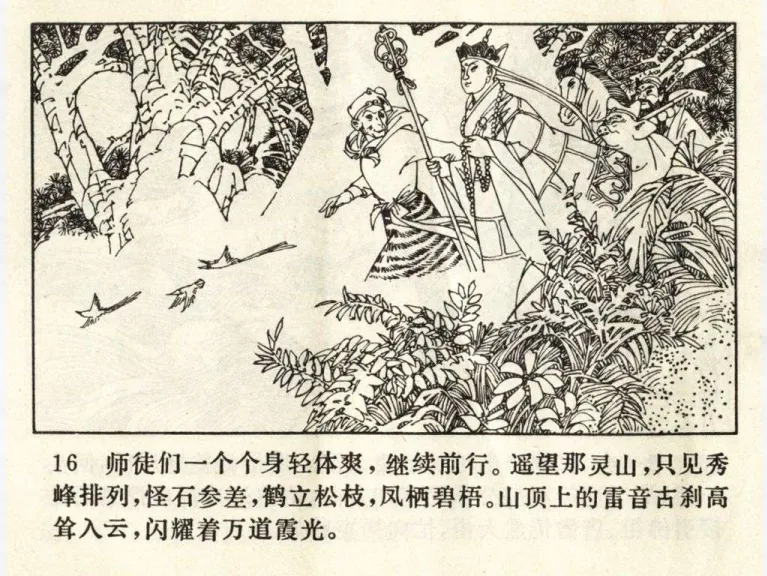 16 师徒们一个个身轻体爽，继续前行。遥望那灵山，只见秀
峰排列，怪石参差，鹤立松枝，凤栖碧梧。山顶上的雷音古刹高
耸入云，闪耀着万道霞光。